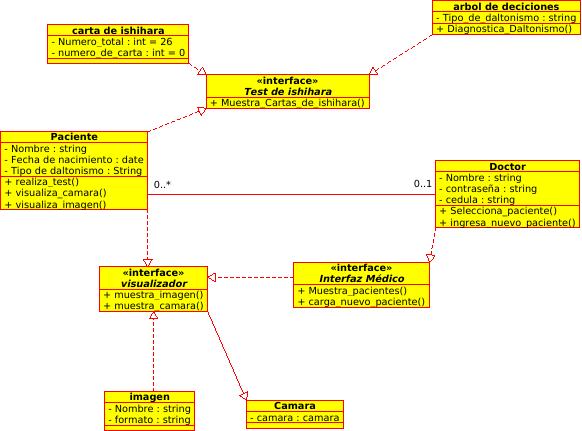 carta de ishihara
- Numero_total : int = 26
- numero_de_carta : int = 0
arbol de deciciones
- Tipo_de_daltonismo : string
+ Diagnostica_Daltonismo()
«interface»
Test de ishihara
+ Muestra_Cartas_de_ishihara()
Paciente
- Nombre : string
- Fecha de nacimiento : date
- Tipo de daltonismo : String
+ realiza_test()
+ visualiza_camara()
+ visualiza_imagen()
0..*
0..1
Doctor
- Nombre : string
- contraseña : string
- cedula : string
+ Selecciona_paciente()
+ ingresa_nuevo_paciente()
«interface»
visualizador
+ muestra_imagen()
+ muestra_camara()
«interface»
Interfaz Médico
+ Muestra_pacientes()
+ carga_nuevo_paciente()
imagen
- Nombre : string
- formato : string
Camara
- camara : camara